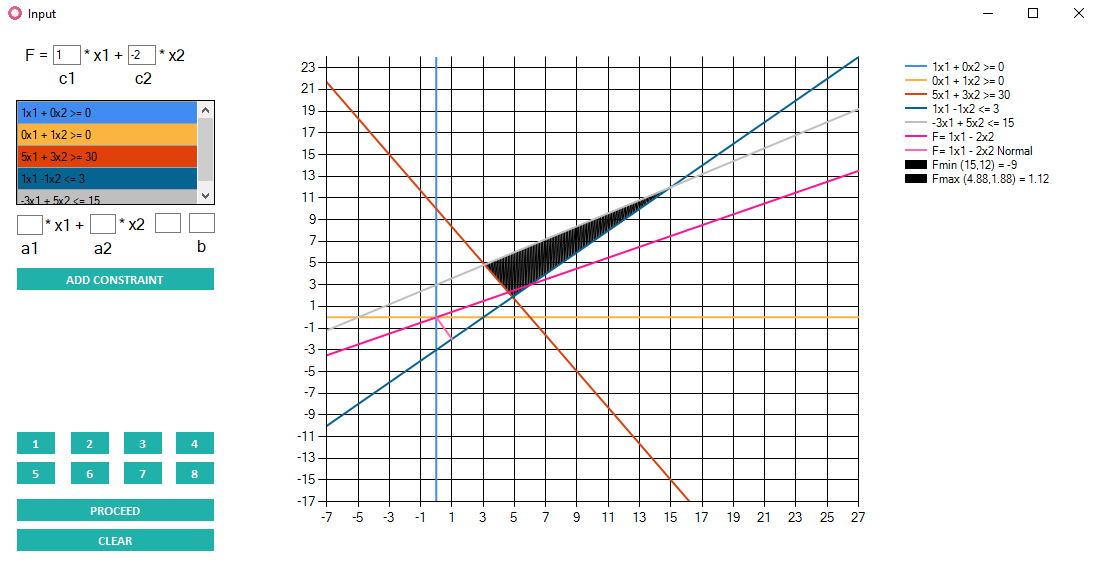 Input
F = 1 * x1 + -2 * x2
c1 c2
1x1 + 0x2 >= 0
0x1 + 1x2 >= 0
5x1 + 3x2 >= 30
1x1 -1x2 <= 3
-3x1 + 5x2 <= 15
* x1 + * x2
a1 a2 b
ADD CONSTRAINT
1 2 3 4
5 6 7 8
PROCEED
CLEAR
23
21
19
17
15
13
11
9
7
5
3
1
-1
-3
-5
-7
-9
-11
-13
-15
-17
-7 -5 -3 -1 1 3 5 7 9 11 13 15 17 19 21 23 25 27
1x1 + 0x2 >= 0
0x1 + 1x2 >= 0
5x1 + 3x2 >= 30
1x1 -1x2 <= 3
-3x1 + 5x2 <= 15
F= 1x1 - 2x2
F= 1x1 - 2x2 Normal
Fmin (15,12) = -9
Fmax (4.88,1.88) = 1.12